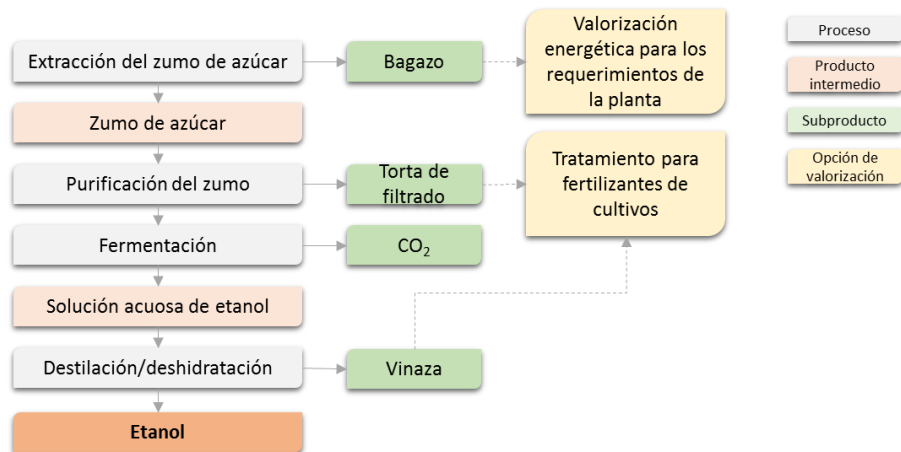 Extracción del zumo de azúcar
Bagazo
Valorización
energética para los
requerimientos de
la planta
Proceso
Producto
intermedio
Subproducto
Opción de
valorización
Zumo de azúcar
Purificación del zumo
Torta de
filtrado
Tratamiento para
fertilizantes de
cultivos
Fermentación
CO₂
Solución acuosa de etanol
Destilación/deshidratación
Vinaza
Etanol